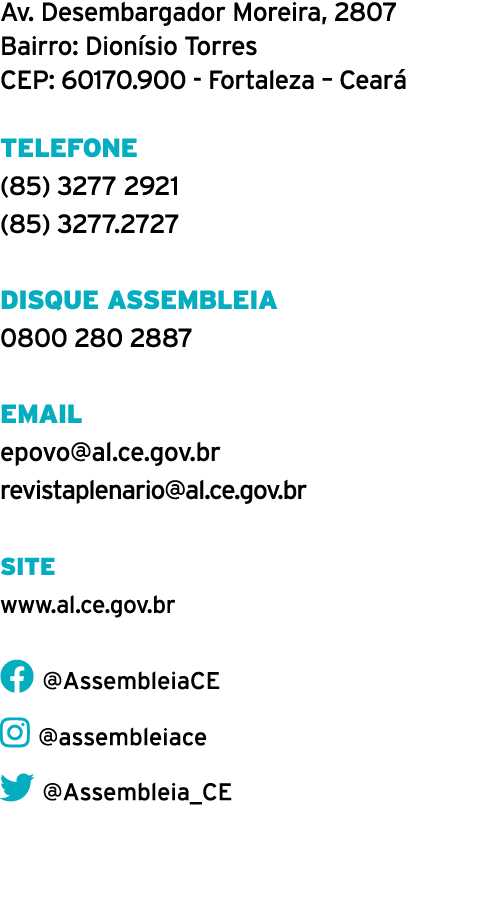 Av. Desembargador Moreira, 2807
Bairro: Dionísio Torres
CEP: 60170.900 - Fortaleza – Ceará
TELEFONE
(85) 3277 2921
(85) 3277.2727
DISQUE ASSEMBLEIA
0800 280 2887
EMAIL
epovo@al.ce.gov.br
revistaplenario@al.ce.gov.br
SITE
www.al.ce.gov.br
@AssembleiaCE
@assembleiace
@Assembleia_CE